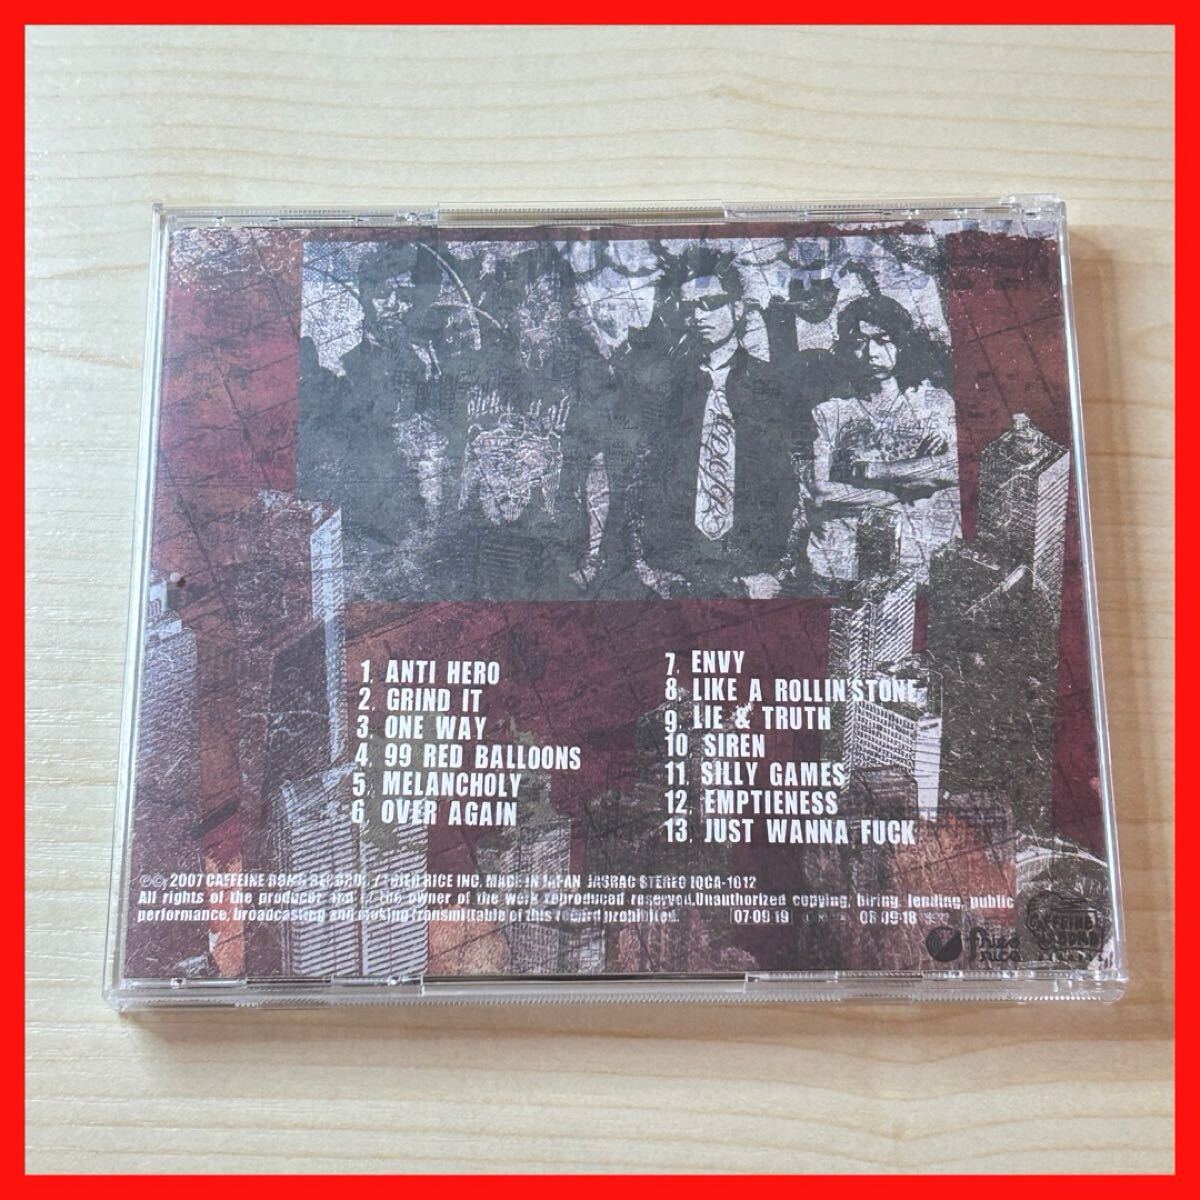 1. ANTI HERO
2. GRIND IT
3. ONE WAY
4. 99 RED BALLOONS
5. MELANCHOLY
6. OVER AGAIN
7. ENVY
8. LIKE A ROLLIN'STONE
9. LIE & TRUTH
10. SIREN
11. SILLY GAMES
12. EMPTIENESS
13. JUST WANNA FUCK
℗©2007 CAFFEINE BOMB RECORDS / FRIED RICE INC. MADE IN JAPAN JASRAC STEREO IQCA-1012
All rights of the producer and of the owner of the work reproduced reserved.Unauthorized copying, hiring, lending, public
performance, broadcasting and making transmittable of this record prohibited. 07·09·19 08·09·18
fried rice